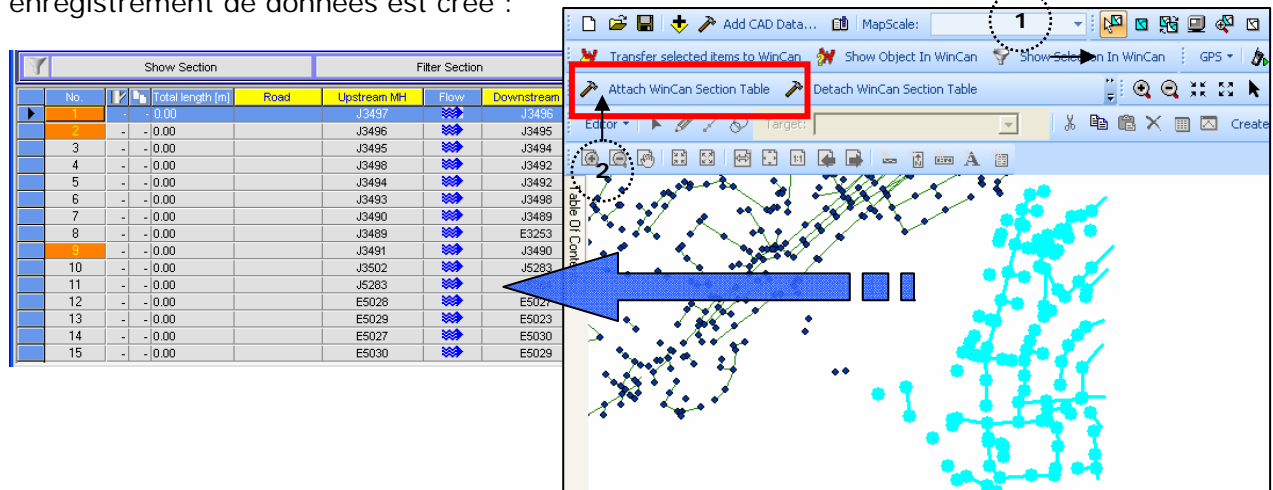 enregistrement de données est créé :
Show Section Filter Section
No. Total length [m] Road Upstream MH Flow Downstream
1 - - 0.00 J3497 J3496
2 - - 0.00 J3496 J3495
3 - - 0.00 J3495 J3494
4 - - 0.00 J3498 J3492
5 - - 0.00 J3494 J3492
6 - - 0.00 J3493 J3498
7 - - 0.00 J3490 J3489
8 - - 0.00 J3489 E3253
9 - - 0.00 J3491 J3490
10 - - 0.00 J3502 J5283
11 - - 0.00 J5283
12 - - 0.00 E5028 E5027
13 - - 0.00 E5029 E5023
14 - - 0.00 E5027 E5030
15 - - 0.00 E5030 E5029
Add CAD Data... MapScale: 1
Transfer selected items to WinCan Show Object In WinCan Show Selection In WinCan GPS
Attach WinCan Section Table Detach WinCan Section Table
Editor Target: Create
1:1
2
Table Of Conte